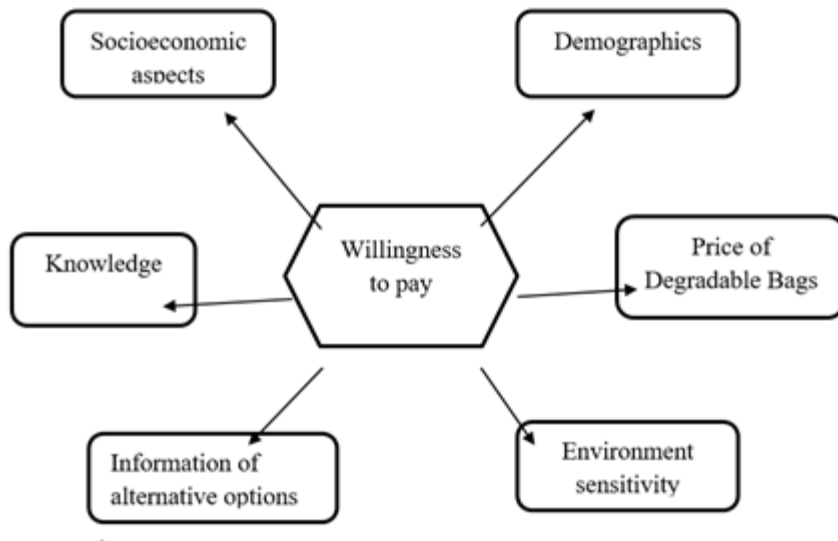 Socioeconomic
aspects
Demographics
Willingness
to pay
Knowledge
Price of
Degradable Bags
Information of
alternative options
Environment
sensitivity